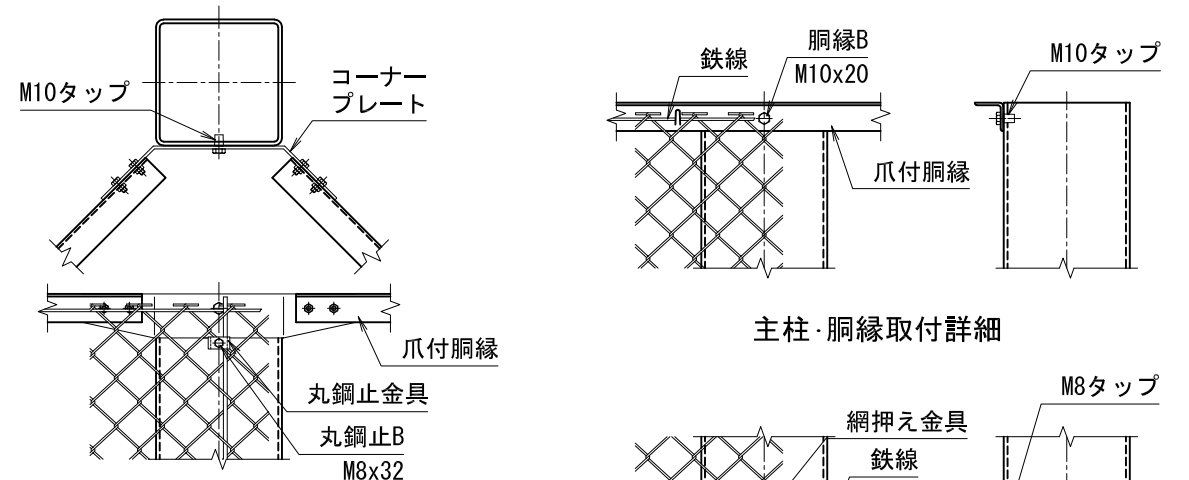 M10タップ
コーナー
プレート
爪付胴縁
丸鋼止金具
丸鋼止B
M8x32
鉄線
胴縁B
M10x20
M10タップ
爪付胴縁
主柱・胴縁取付詳細
M8タップ
網押え金具
鉄線